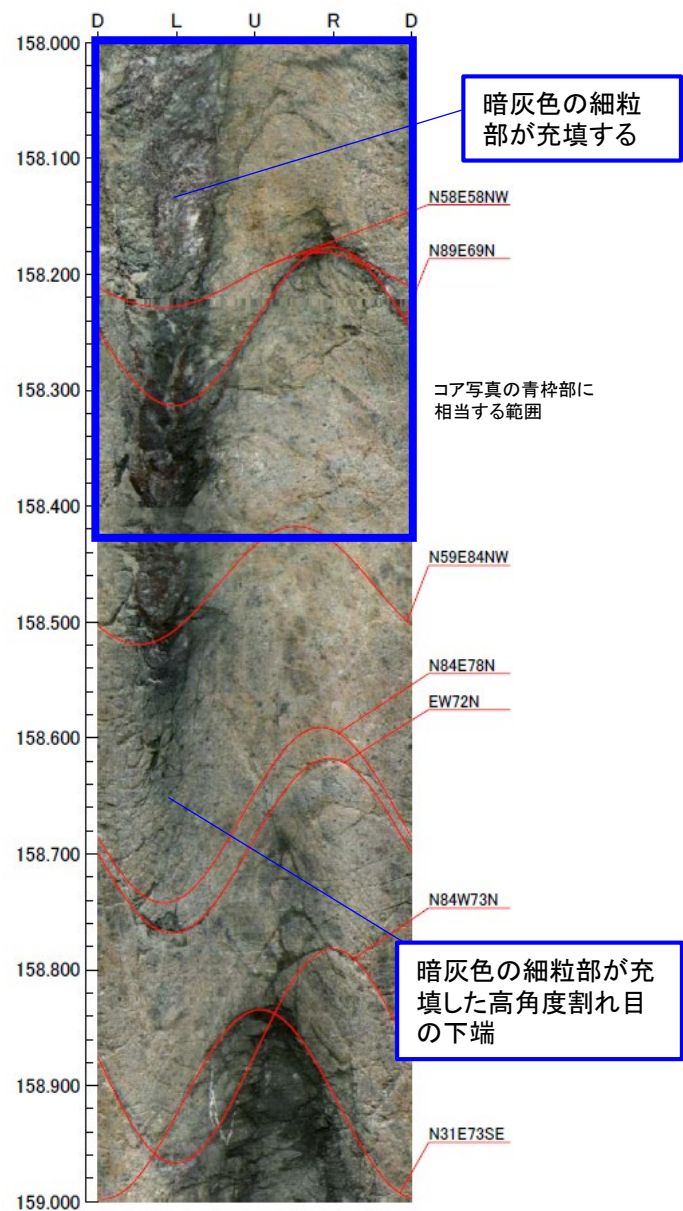 D L U R D
158.000
158.100
158.200
158.300
158.400
158.500
158.600
158.700
158.800
158.900
159.000
暗灰色の細粒
部が充填する
N58E58NW
N89E69N
コア写真の青枠部に
相当する範囲
N59E84NW
N84E78N
EW72N
N84W73N
暗灰色の細粒部が充
填した高角度割れ目
の下端
N31E73SE